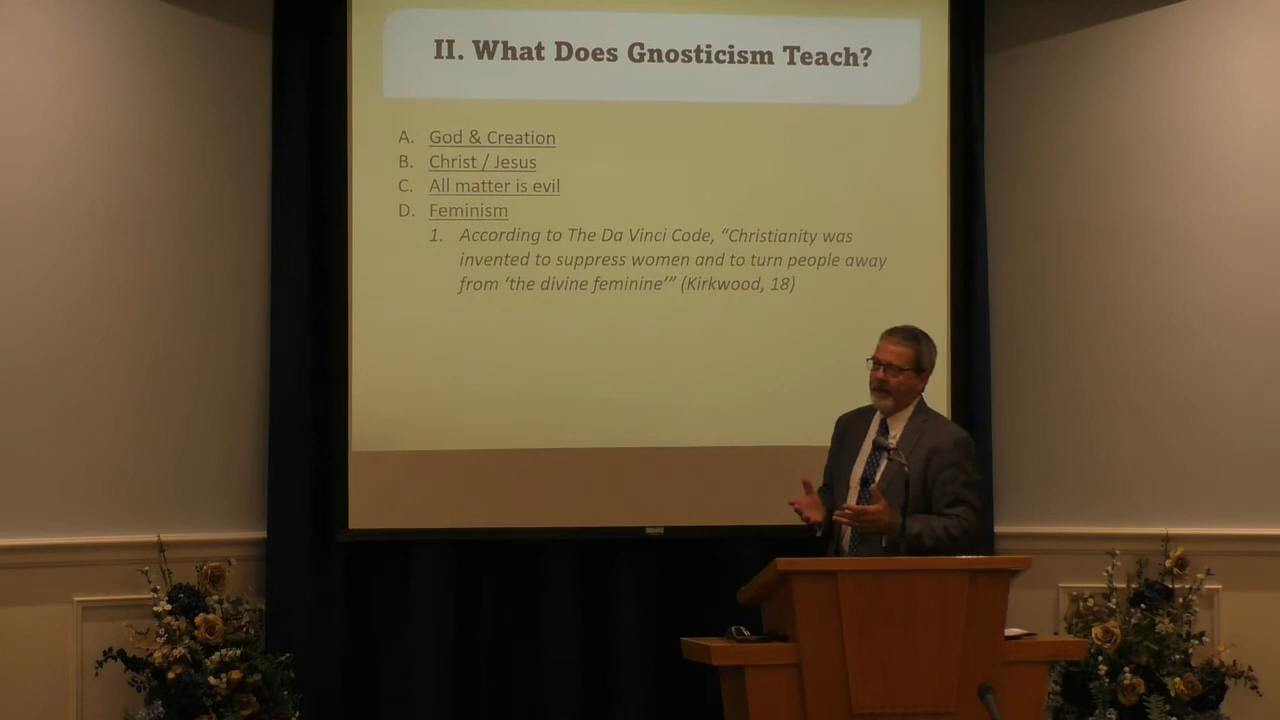 II. What Does Gnosticism Teach?
A. God & Creation
B. Christ / Jesus
C. All matter is evil
D. Feminism
1. According to The Da Vinci Code, “Christianity was
invented to suppress women and to turn people away
from ‘the divine feminine’” (Kirkwood, 18)